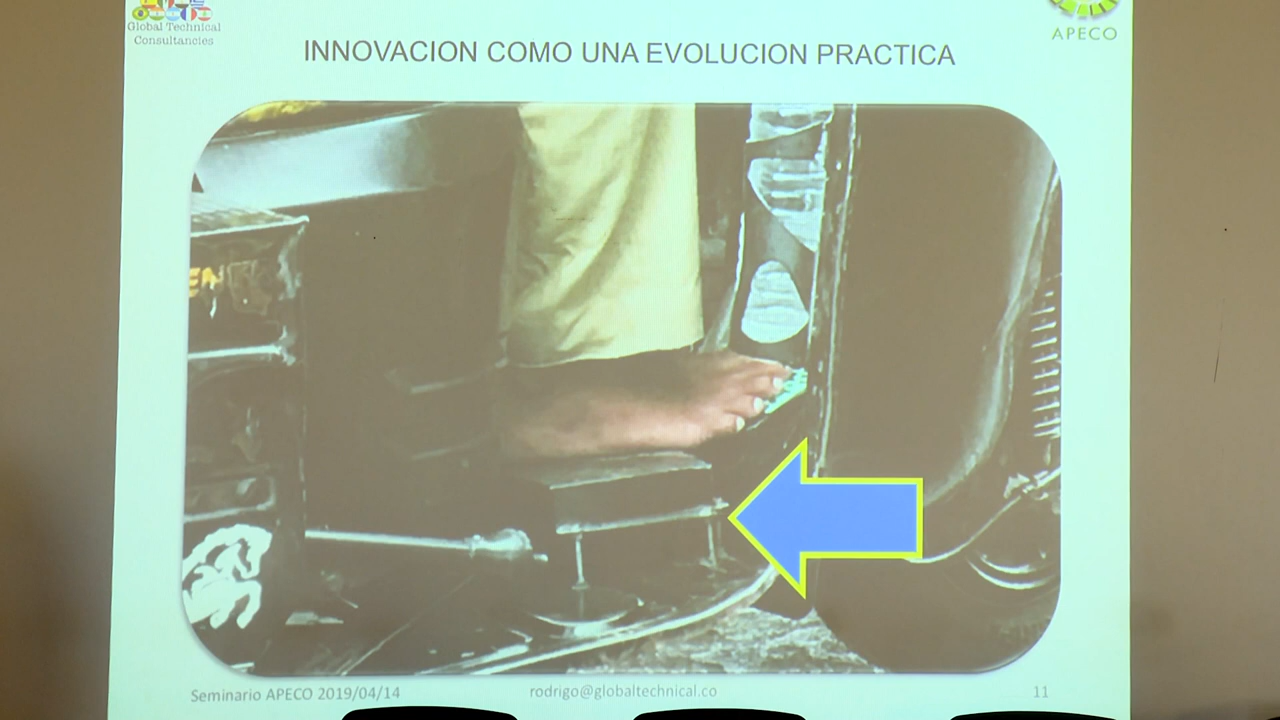 Global Technical
Consultancies
APECO
INNOVACION COMO UNA EVOLUCION PRACTICA
Seminario APECO 2019/04/14
rodrigo@globaltechnical.co
11